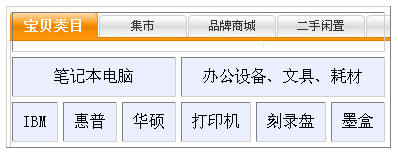 宝贝类目 集市 品牌商城 二手闲置
笔记本电脑 办公设备、文具、耗材
IBM 惠普 华硕 打印机 刻录盘 墨盒